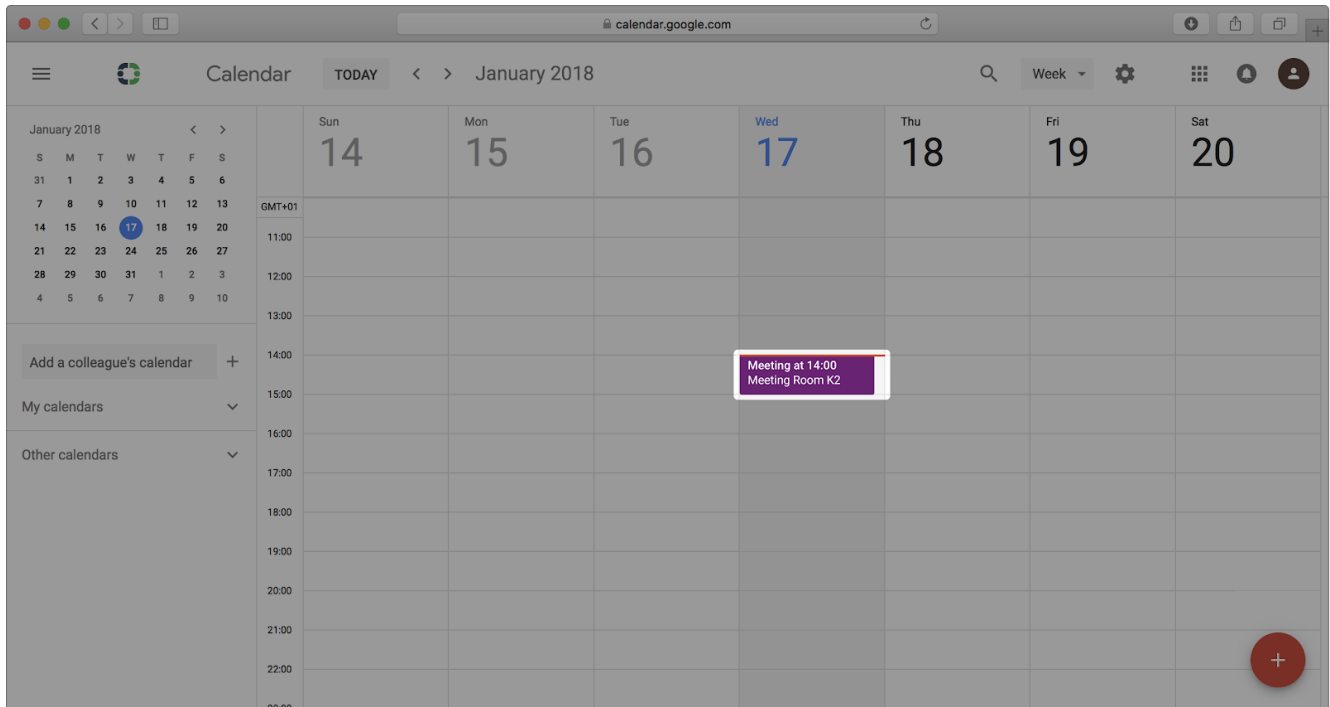 calendar.google.com
Calendar TODAY January 2018 Week
January 2018
S M T W T F S
31 1 2 3 4 5 6
7 8 9 10 11 12 13
14 15 16 17 18 19 20
21 22 23 24 25 26 27
28 29 30 31 1 2 3
4 5 6 7 8 9 10
Add a colleague's calendar
My calendars
Other calendars
Sun Mon Tue Wed Thu Fri Sat
14 15 16 17 18 19 20
GMT+01
11:00
12:00
13:00
14:00
Meeting at 14:00
Meeting Room K2
15:00
16:00
17:00
18:00
19:00
20:00
21:00
22:00